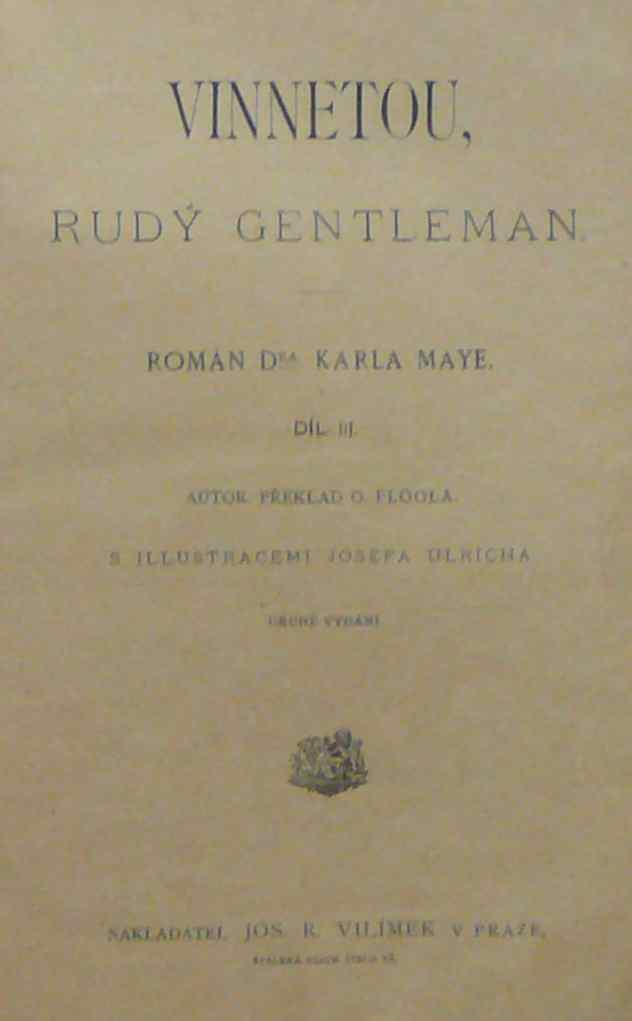 VINNETOU,
RUDÝ GENTLEMAN.
ROMÁN DRA KARLA MAYE.
DÍL III.
AUTOR. PŘEKLAD O. FLÖGLA.
S ILLUSTRACEMI JOSEFA ULRICHA
DRUHÉ VYDÁNÍ
NAKLADATEL JOS. R. VILÍMEK V PRAZE,